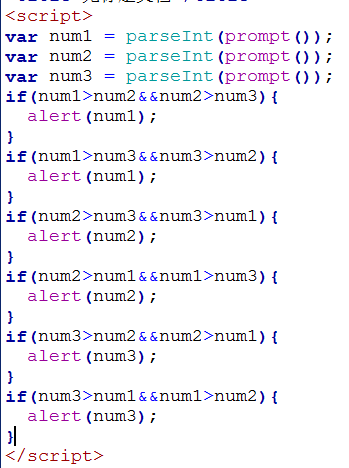 <script>
var num1 = parseInt(prompt());
var num2 = parseInt(prompt());
var num3 = parseInt(prompt());
if(num1>num2&&num2>num3){
  alert(num1);
}
if(num1>num3&&num3>num2){
  alert(num1);
}
if(num2>num3&&num3>num1){
  alert(num2);
}
if(num2>num1&&num1>num3){
  alert(num2);
}
if(num3>num2&&num2>num1){
  alert(num3);
}
if(num3>num1&&num1>num2){
  alert(num3);
}
</script>